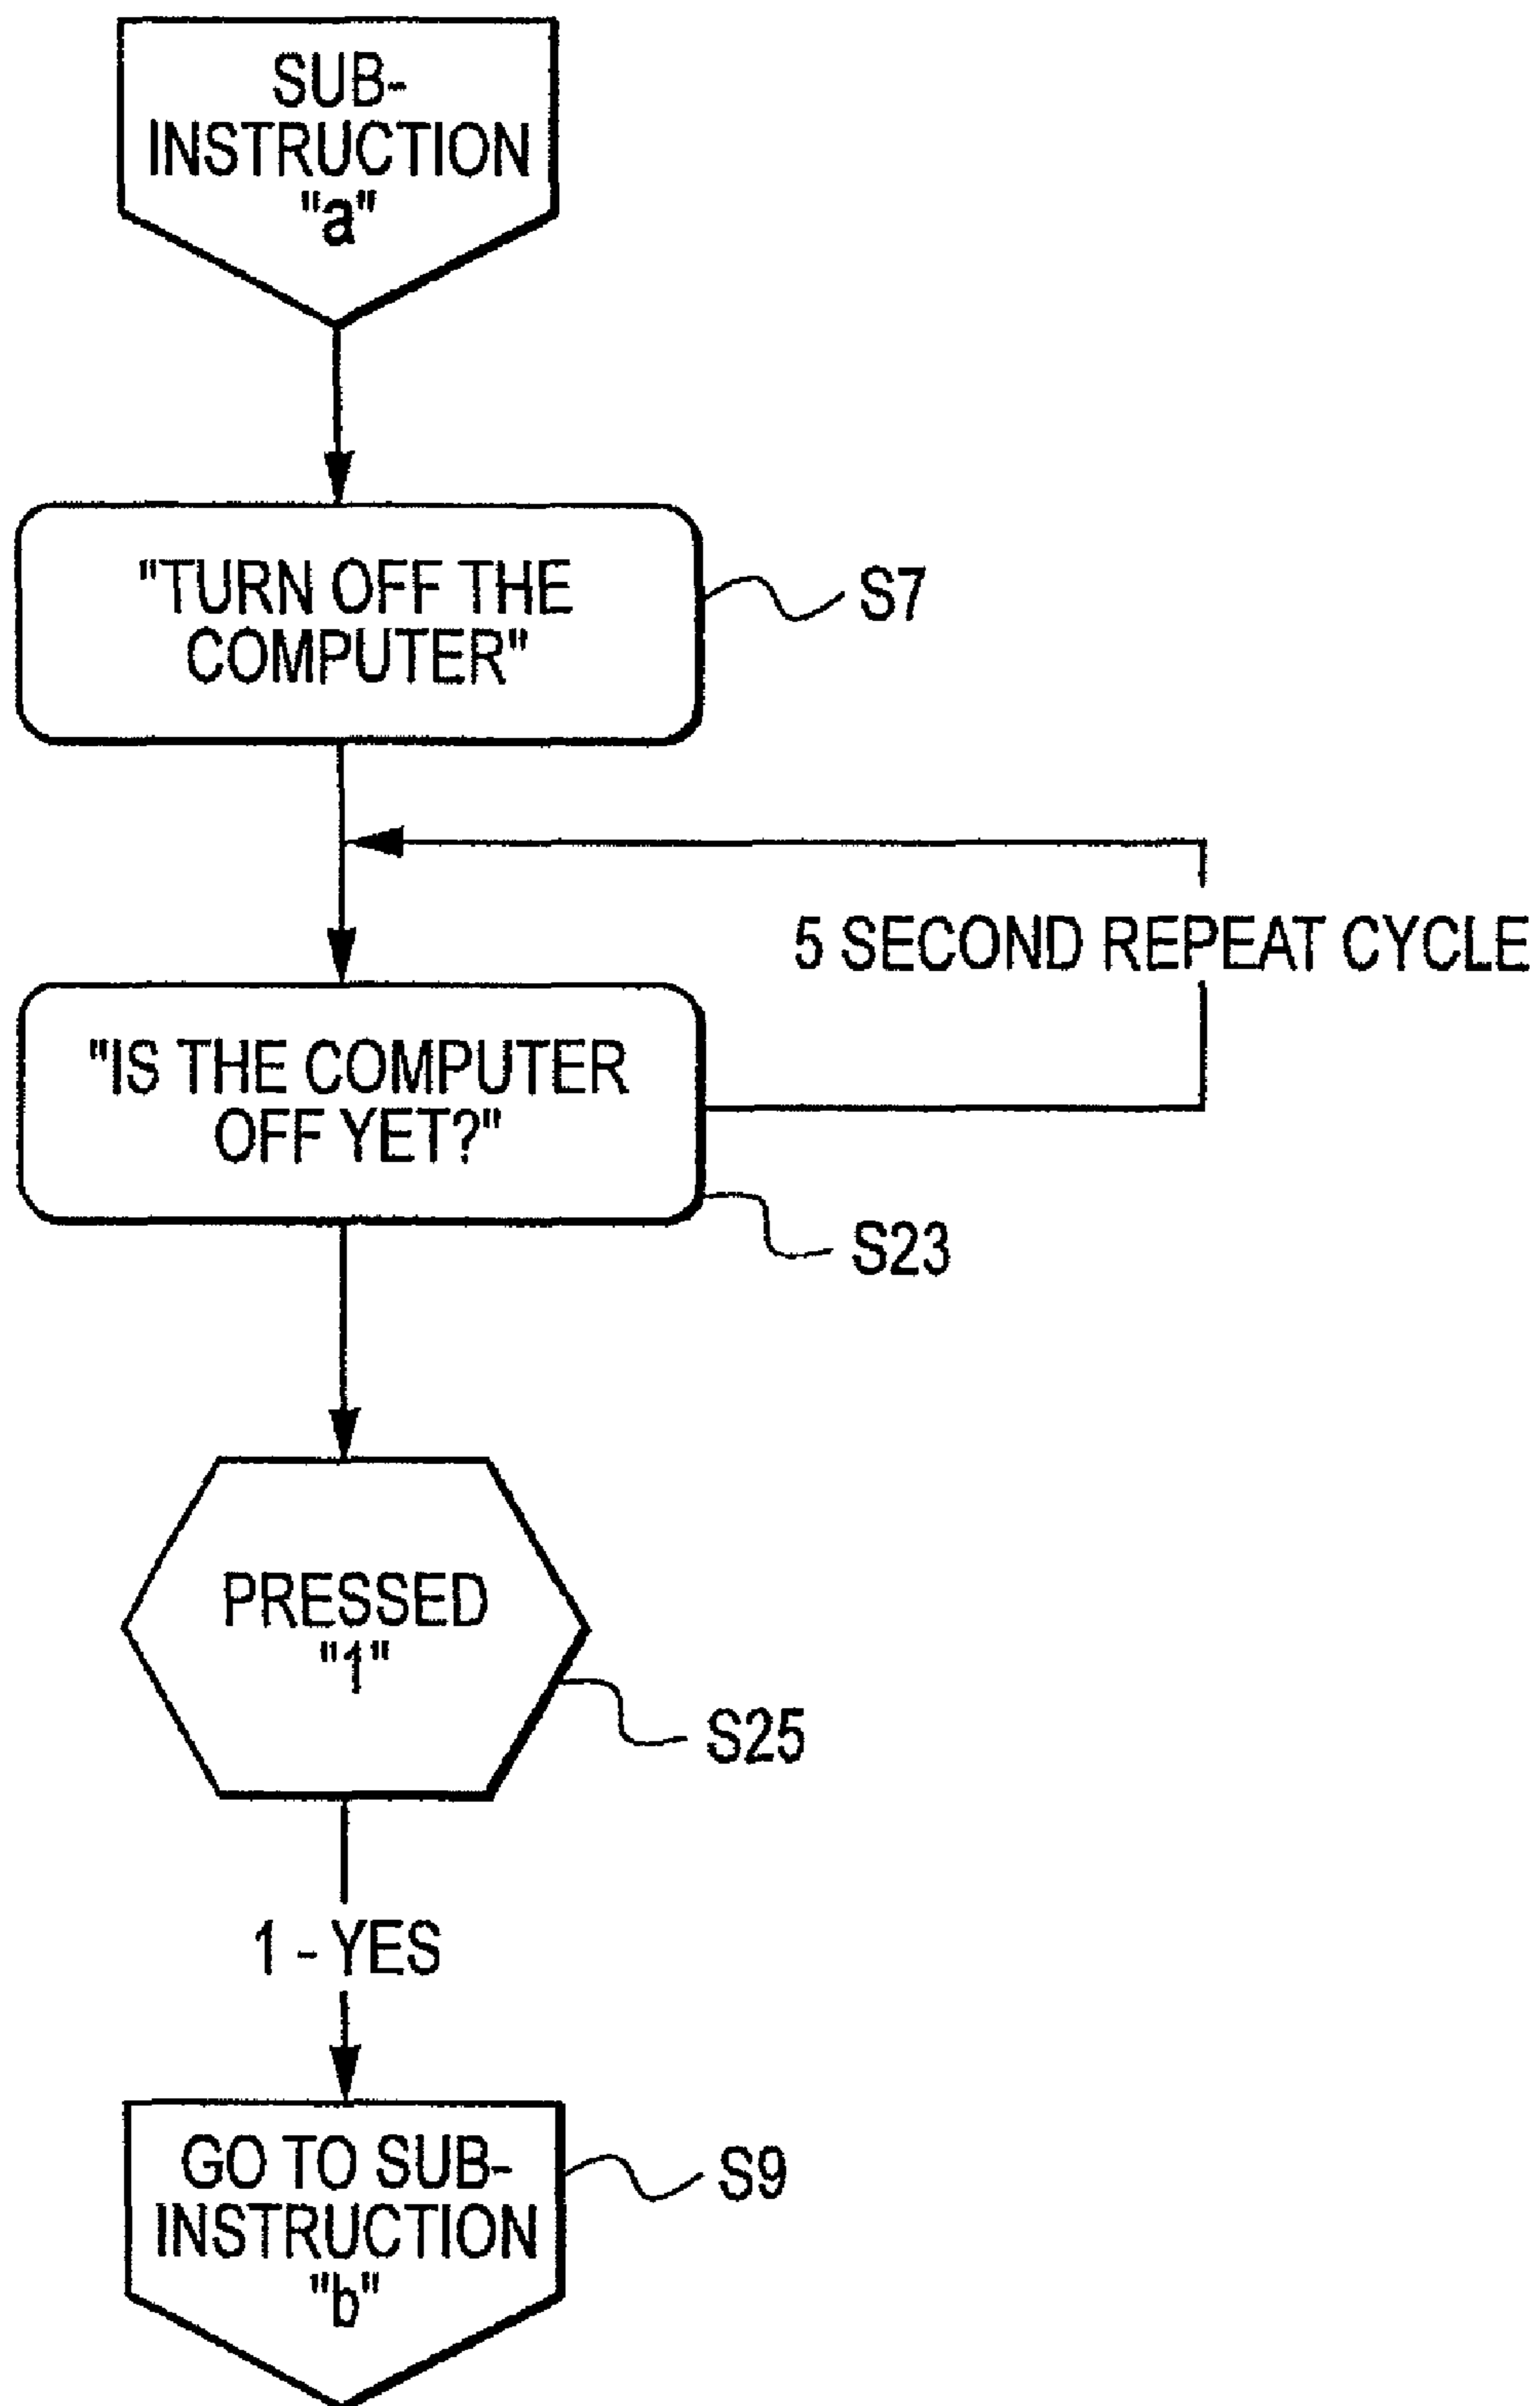 SUB-
INSTRUCTION
"a"
"TURN OFF THE
COMPUTER"
S7
5 SECOND REPEAT CYCLE
"IS THE COMPUTER
OFF YET?"
S23
PRESSED
"1"
S25
1 - YES
GO TO SUB-
INSTRUCTION
"b"
S9